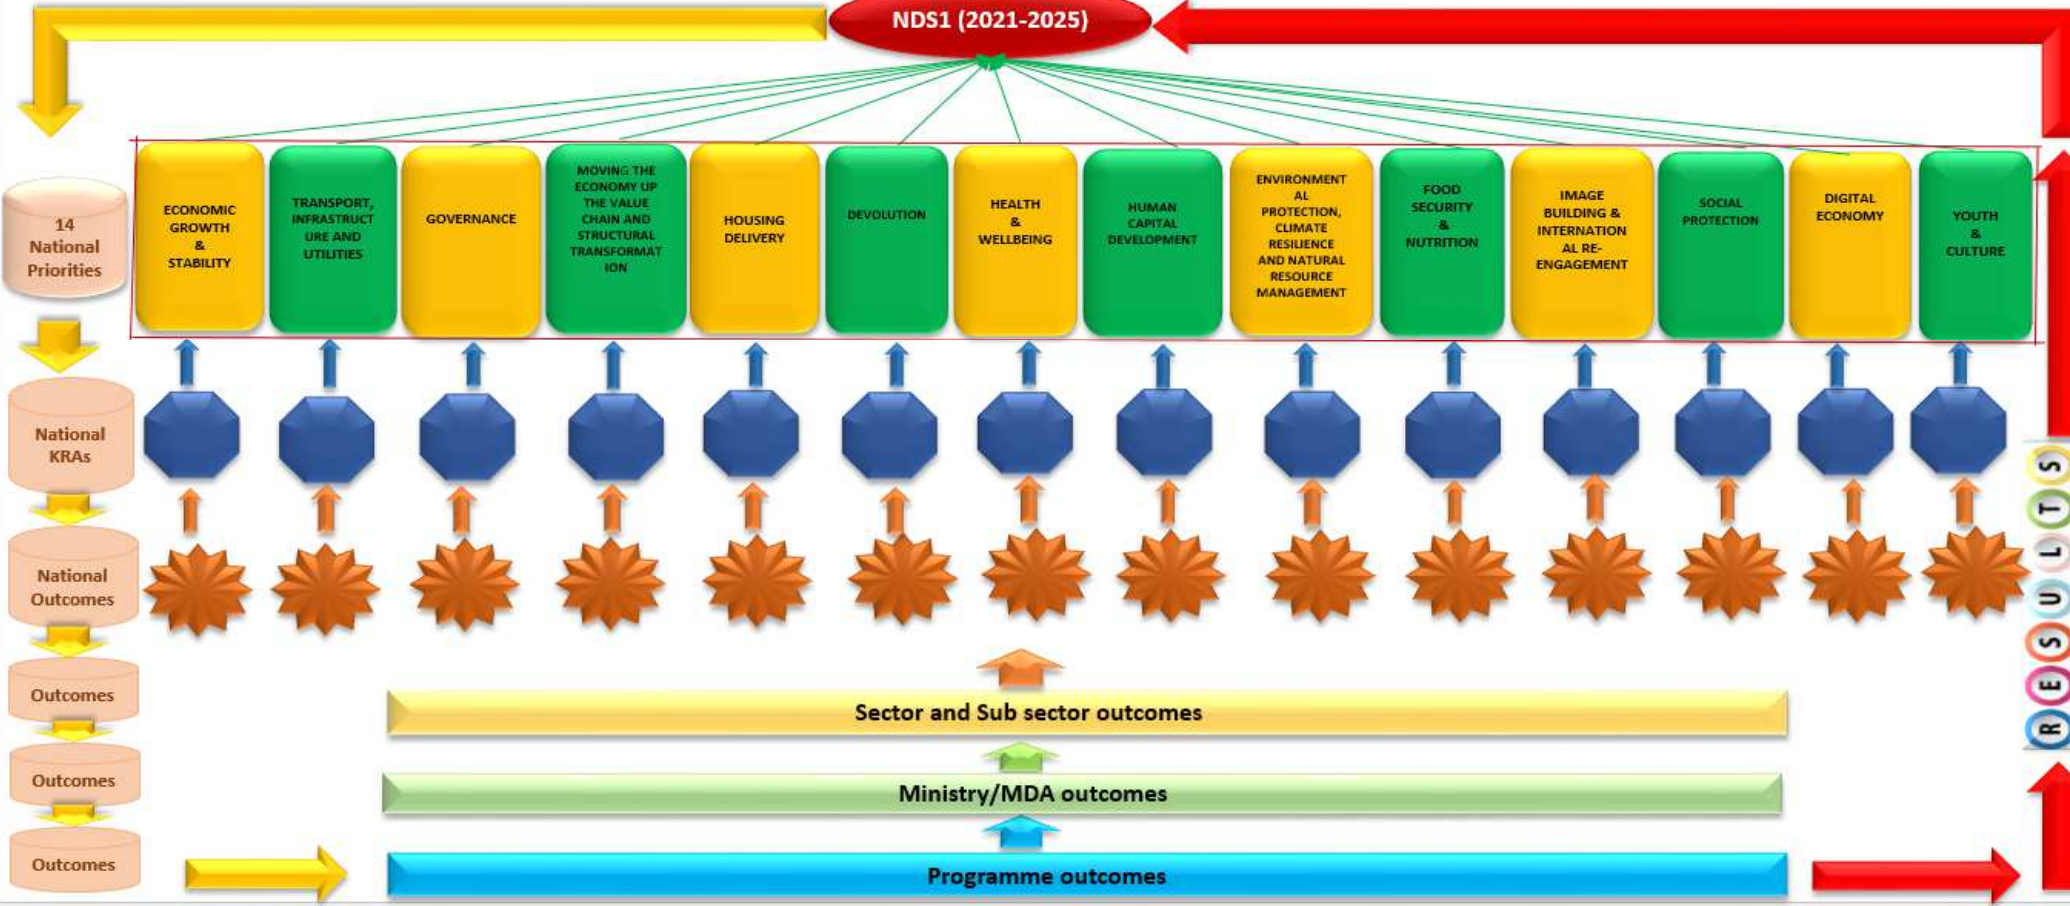 NDS1 (2021-2025)
14
National
Priorities
ECONOMIC
GROWTH
&
STABILITY
TRANSPORT,
INFRASTRUCT
URE AND
UTILITIES
GOVERNANCE
MOVING THE
ECONOMY UP
THE VALUE
CHAIN AND
STRUCTURAL
TRANSFORMAT
ION
HOUSING
DELIVERY
DEVOLUTION
HEALTH
&
WELLBEING
HUMAN
CAPITAL
DEVELOPMENT
ENVIRONMENT
AL
PROTECTION,
CLIMATE
RESILIENCE
AND NATURAL
RESOURCE
MANAGEMENT
FOOD
SECURITY
&
NUTRITION
IMAGE
BUILDING &
INTERNATION
AL RE-
ENGAGEMENT
SOCIAL
PROTECTION
DIGITAL
ECONOMY
YOUTH
&
CULTURE
National
KRAs
National
Outcomes
Outcomes
Sector and Sub sector outcomes
Outcomes
Ministry/MDA outcomes
Outcomes
Programme outcomes
RESULTS